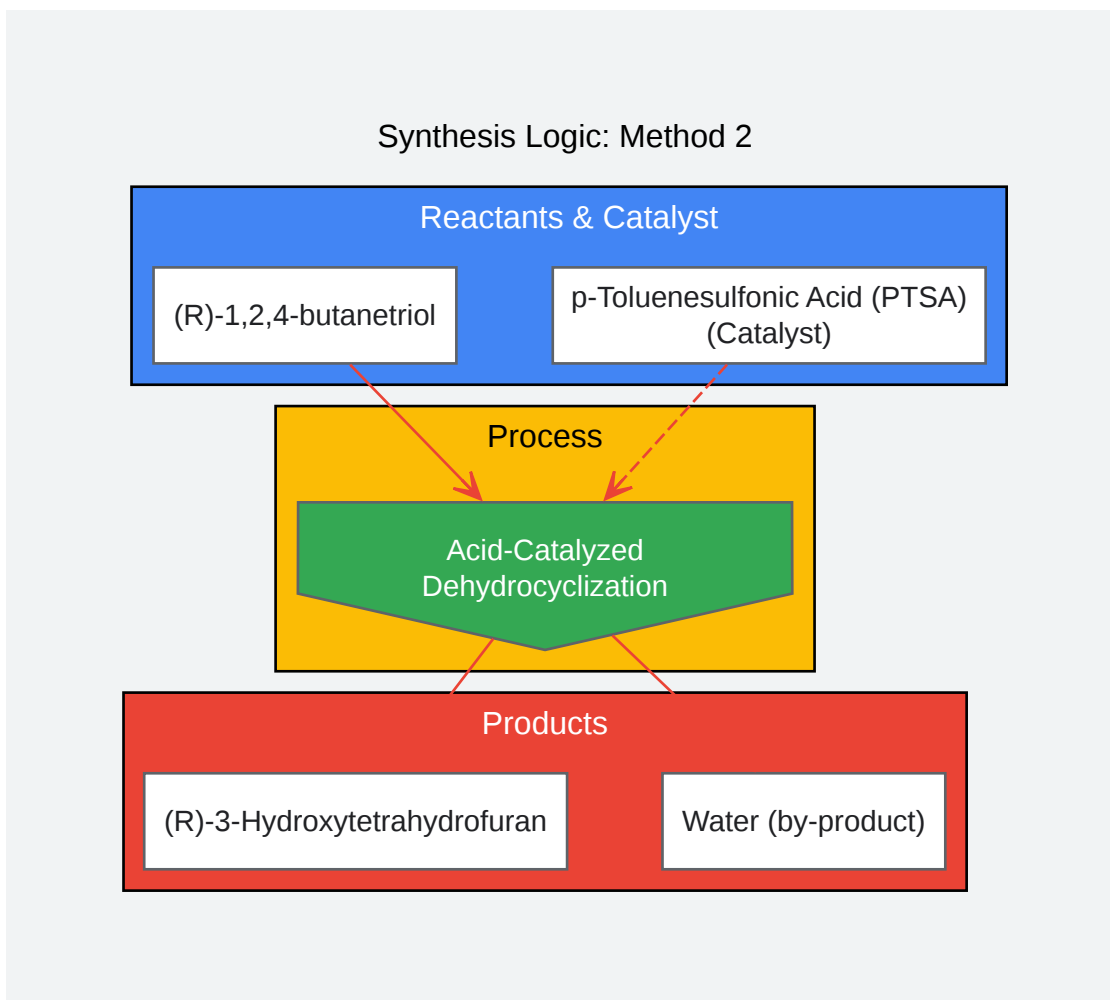 Synthesis Logic: Method 2
Reactants & Catalyst
(R)-1,2,4-butanetriol
p-Toluenesulfonic Acid (PTSA)
(Catalyst)
Process
Acid-Catalyzed
Dehydrocyclization
Products
(R)-3-Hydroxytetrahydrofuran
Water (by-product)